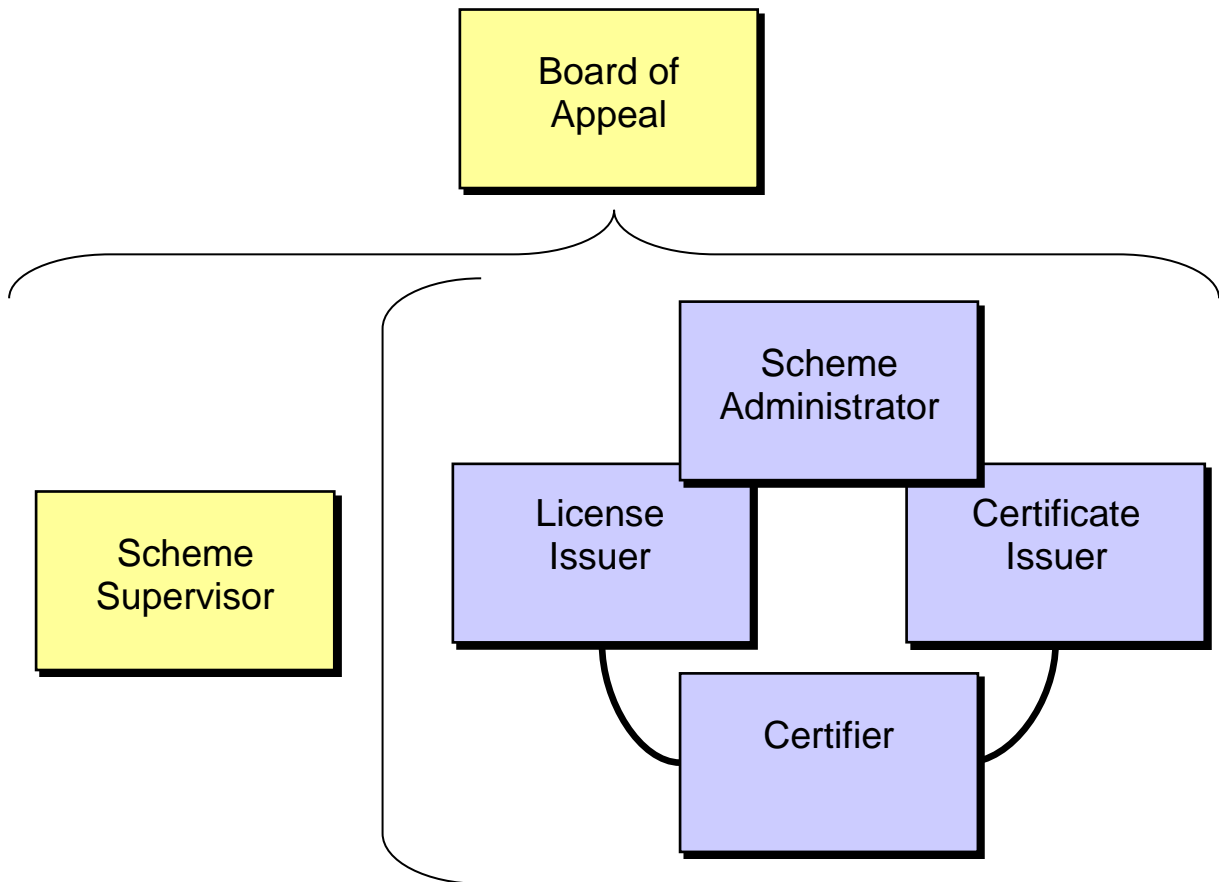 Board of
Appeal
Scheme
Administrator
License
Issuer
Certificate
Issuer
Scheme
Supervisor
Certifier